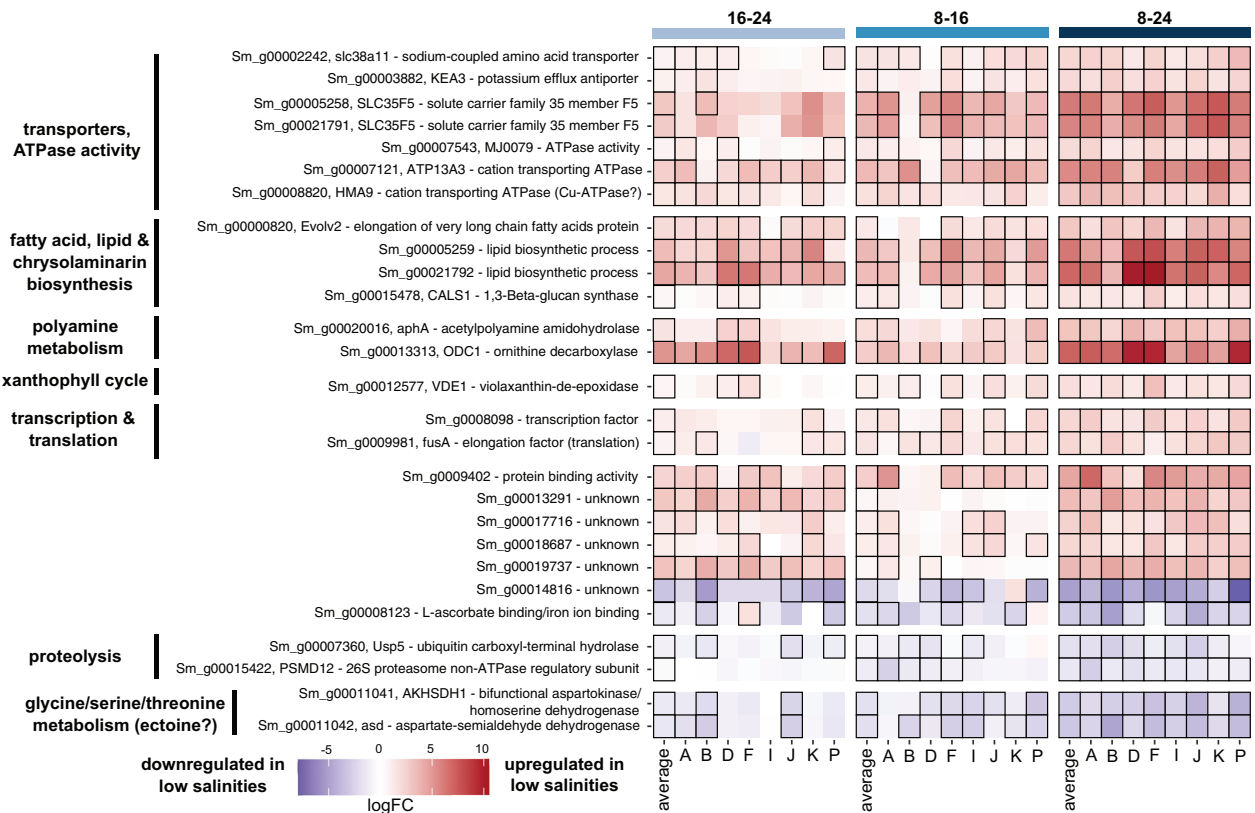 16-24 8-16 8-24
transporters,
ATPase activity
Sm_g00002242, slc38a11 - sodium-coupled amino acid transporter
Sm_g00003882, KEA3 - potassium efflux antiporter
Sm_g00005258, SLC35F5 - solute carrier family 35 member F5
Sm_g00021791, SLC35F5 - solute carrier family 35 member F5
Sm_g00007543, MJ0079 - ATPase activity
Sm_g00007121, ATP13A3 - cation transporting ATPase
Sm_g00008820, HMA9 - cation transporting ATPase (Cu-ATPase?)
fatty acid, lipid &
chrysolaminarin
biosynthesis
Sm_g00000820, Evolv2 - elongation of very long chain fatty acids protein
Sm_g00005259 - lipid biosynthetic process
Sm_g00021792 - lipid biosynthetic process
Sm_g00015478, CALS1 - 1,3-Beta-glucan synthase
polyamine
metabolism
Sm_g00020016, aphA - acetylpolyamine amidohydrolase
Sm_g00013313, ODC1 - ornithine decarboxylase
xanthophyll cycle
Sm_g00012577, VDE1 - violaxanthin-de-epoxidase
transcription &
translation
Sm_g0008098 - transcription factor
Sm_g0009981, fusA - elongation factor (translation)
Sm_g0009402 - protein binding activity
Sm_g00013291 - unknown
Sm_g00017716 - unknown
Sm_g00018687 - unknown
Sm_g00019737 - unknown
Sm_g00014816 - unknown
Sm_g00008123 - L-ascorbate binding/iron ion binding
proteolysis
Sm_g00007360, Usp5 - ubiquitin carboxyl-terminal hydrolase
Sm_g00015422, PSMD12 - 26S proteasome non-ATPase regulatory subunit
glycine/serine/threonine
metabolism (ectoine?)
Sm_g00011041, AKHSDH1 - bifunctional aspartokinase/
homoserine dehydrogenase
Sm_g00011042, asd - aspartate-semialdehyde dehydrogenase
average A B D F I J K P average A B D F I J K P average A B D F I J K P
-5 0 5 10
downregulated in
low salinities
upregulated in
low salinities
logFC